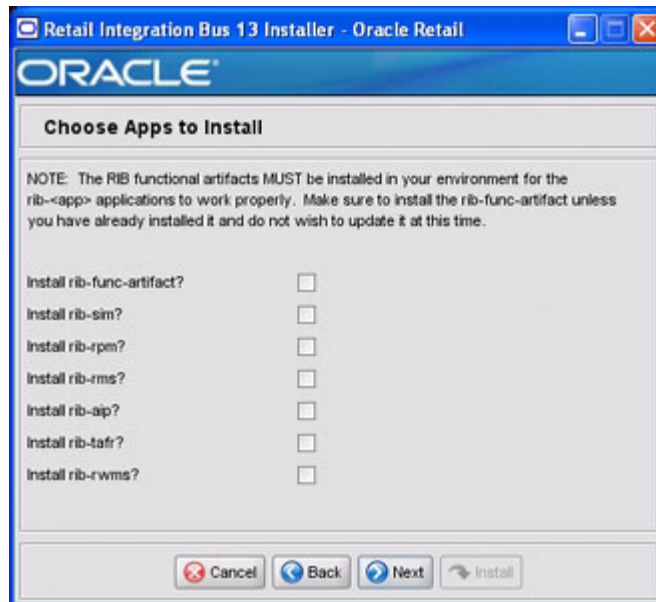 Retail Integration Bus 13 Installer - Oracle Retail
ORACLE
Choose Apps to Install
NOTE: The RIB functional artifacts MUST be installed in your environment for the
rib-<app> applications to work properly. Make sure to install the rib-func-artifact unless
you have already installed it and do not wish to update it at this time.
Install rib-func-artifact?
Install rib-sim?
Install rib-rpm?
Install rib-rms?
Install rib-aip?
Install rib-tafr?
Install rib-rwms?
Cancel Back Next Install